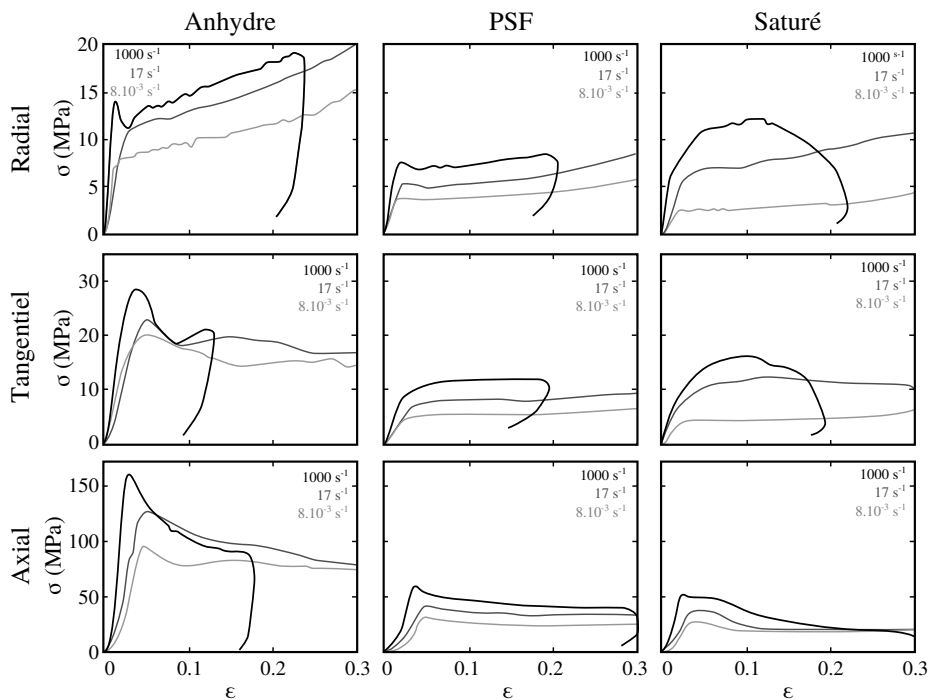 Anhydre PSF Saturé
Radial
σ (MPa)
20
15
10
5
0
1000 s-1
17 s-1
8.10-3 s-1
1000 s-1
17 s-1
8.10-3 s-1
1000 s-1
17 s-1
8.10-3 s-1
Tangentiel
σ (MPa)
30
20
10
0
1000 s-1
17 s-1
8.10-3 s-1
1000 s-1
17 s-1
8.10-3 s-1
1000 s-1
17 s-1
8.10-3 s-1
Axial
σ (MPa)
150
100
50
0
1000 s-1
17 s-1
8.10-3 s-1
1000 s-1
17 s-1
8.10-3 s-1
1000 s-1
17 s-1
8.10-3 s-1
0 0.1 0.2 0.3 0 0.1 0.2 0.3 0 0.1 0.2 0.3
ε ε ε